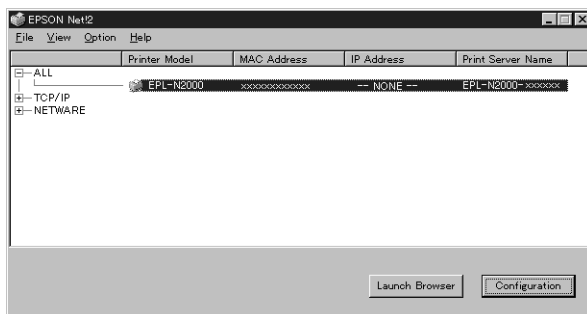 EPSON Net!2
File View Option Help
Printer Model MAC Address IP Address Print Server Name
ALL
EPL-N2000 xxxxxxxxxxxx -- NONE -- EPL-N2000-xxxxxx
TCP/IP
NETWARE
Launch Browser Configuration